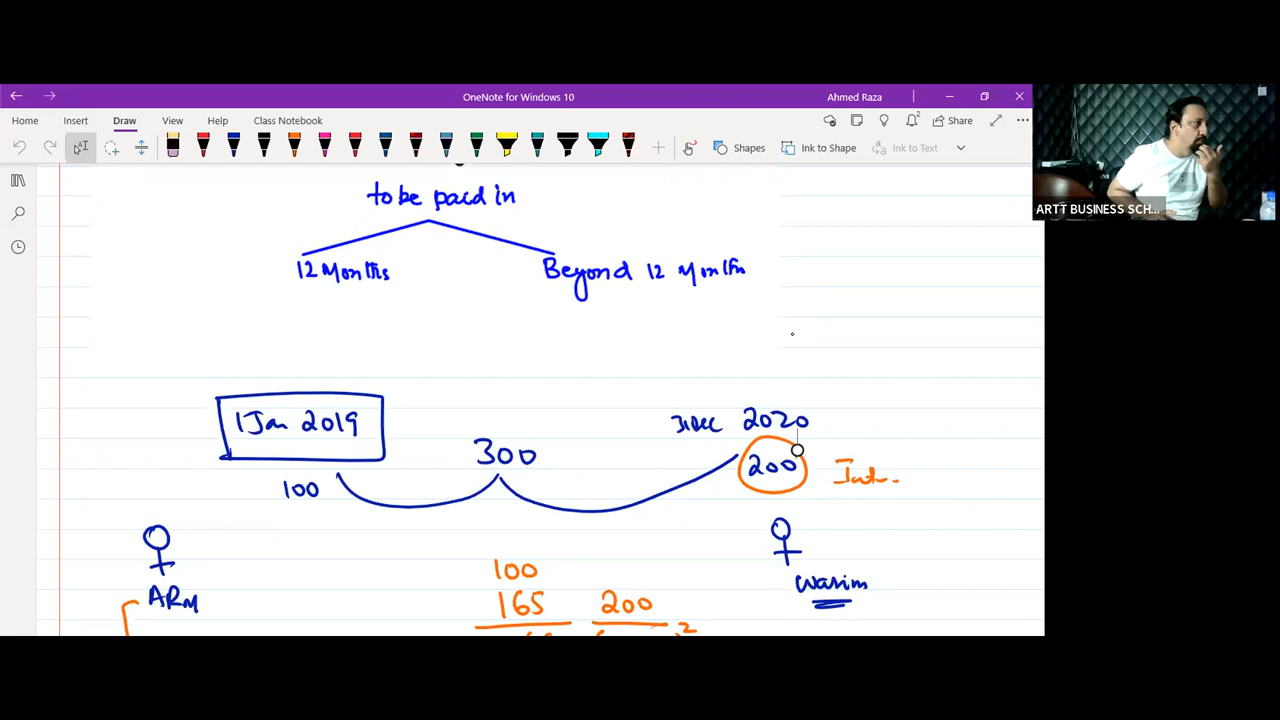 OneNote for Windows 10
Ahmed Raza
Home Insert Draw View Help Class Notebook
Share
Shapes Ink to Shape Ink to Text
ARTT BUSINESS SCH...
to be paid in
12 Months Beyond 12 Months
1 Jan 2019 31 Dec 2020
300
200
100
ARM Wasim
100
165 200
2